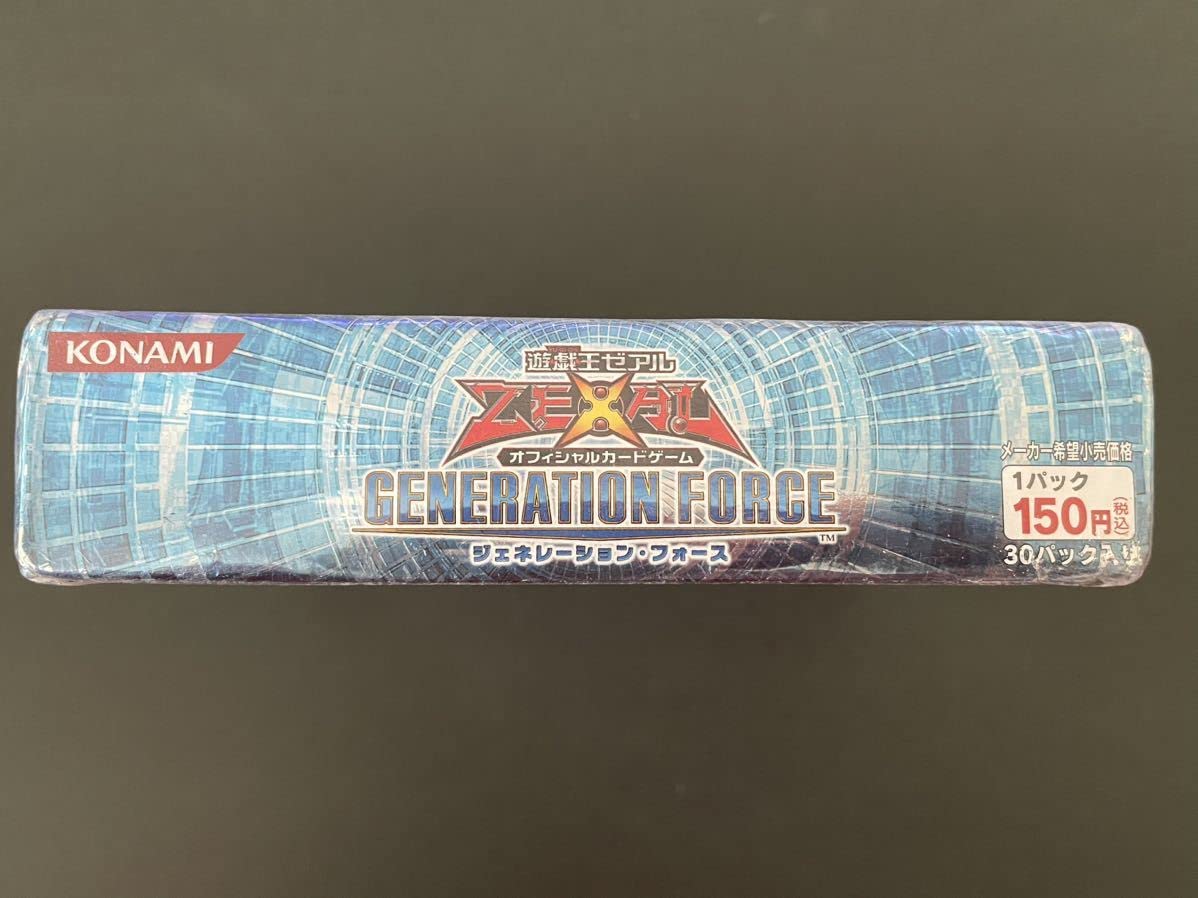 KONAMI
遊戯王ゼアル
ZEXAL
オフィシャルカードゲーム
GENERATION FORCE
TM
ジェネレーション・フォース
メーカー希望小売価格
1パック
150円(税込)
30パック入り